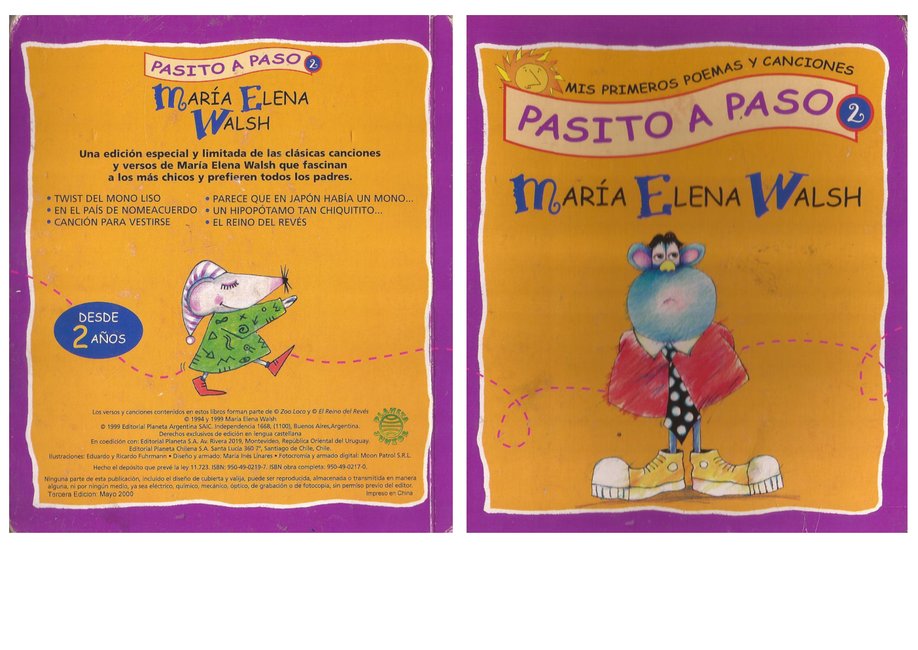 PASITO A PASO 2
MARÍA ELENA
WALSH
Una edición especial y limitada de las clásicas canciones
y versos de María Elena Walsh que fascinan
a los más chicos y prefieren todos los padres.
• TWIST DEL MONO LISO
• EN EL PAÍS DE NOMEACUERDO
• CANCIÓN PARA VESTIRSE
• PARECE QUE EN JAPÓN HABÍA UN MONO...
• UN HIPOPÓTAMO TAN CHIQUITITO...
• EL REINO DEL REVÉS
DESDE
2 AÑOS
Los versos y canciones contenidos en estos libros forman parte de © Zoo Loco y © El Reino del Revés
© 1994 y 1999 María Elena Walsh
© 1999 Editorial Planeta Argentina SAIC. Independencia 1668, (1100), Buenos Aires,Argentina.
Derechos exclusivos de edición en lengua castellana
En coedición con: Editorial Planeta S.A. Av. Rivera 2019, Montevideo, República Oriental del Uruguay.
Editorial Planeta Chilena S.A. Santa Lucía 360 7°, Santiago de Chile, Chile.
Ilustraciones: Eduardo y Ricardo Fuhrmann • Diseño y armado: María Inés Linares • Fotocromía y armado digital: Moon Patrol S.R.L.
Hecho el depósito que prevé la ley 11.723. ISBN: 950-49-0219-7. ISBN obra completa: 950-49-0217-0.
Ninguna parte de esta publicación, incluido el diseño de cubierta y valija, puede ser reproducida, almacenada o transmitida en manera
alguna, ni por ningún medio, ya sea eléctrico, químico, mecánico, óptico, de grabación o de fotocopia, sin permiso previo del editor.
Tercera Edición: Mayo 2000
Impreso en China
MIS PRIMEROS POEMAS Y CANCIONES
PASITO A PASO 2
MARÍA ELENA WALSH